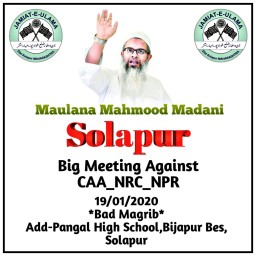 JAMIAT-E-ULAMA
JAMIAT-E-ULAMA
Maulana Mahmood Madani
Solapur
Big Meeting Against
CAA_NRC_NPR
19/01/2020
*Bad Magrib*
Add-Pangal High School,Bijapur Bes,
Solapur